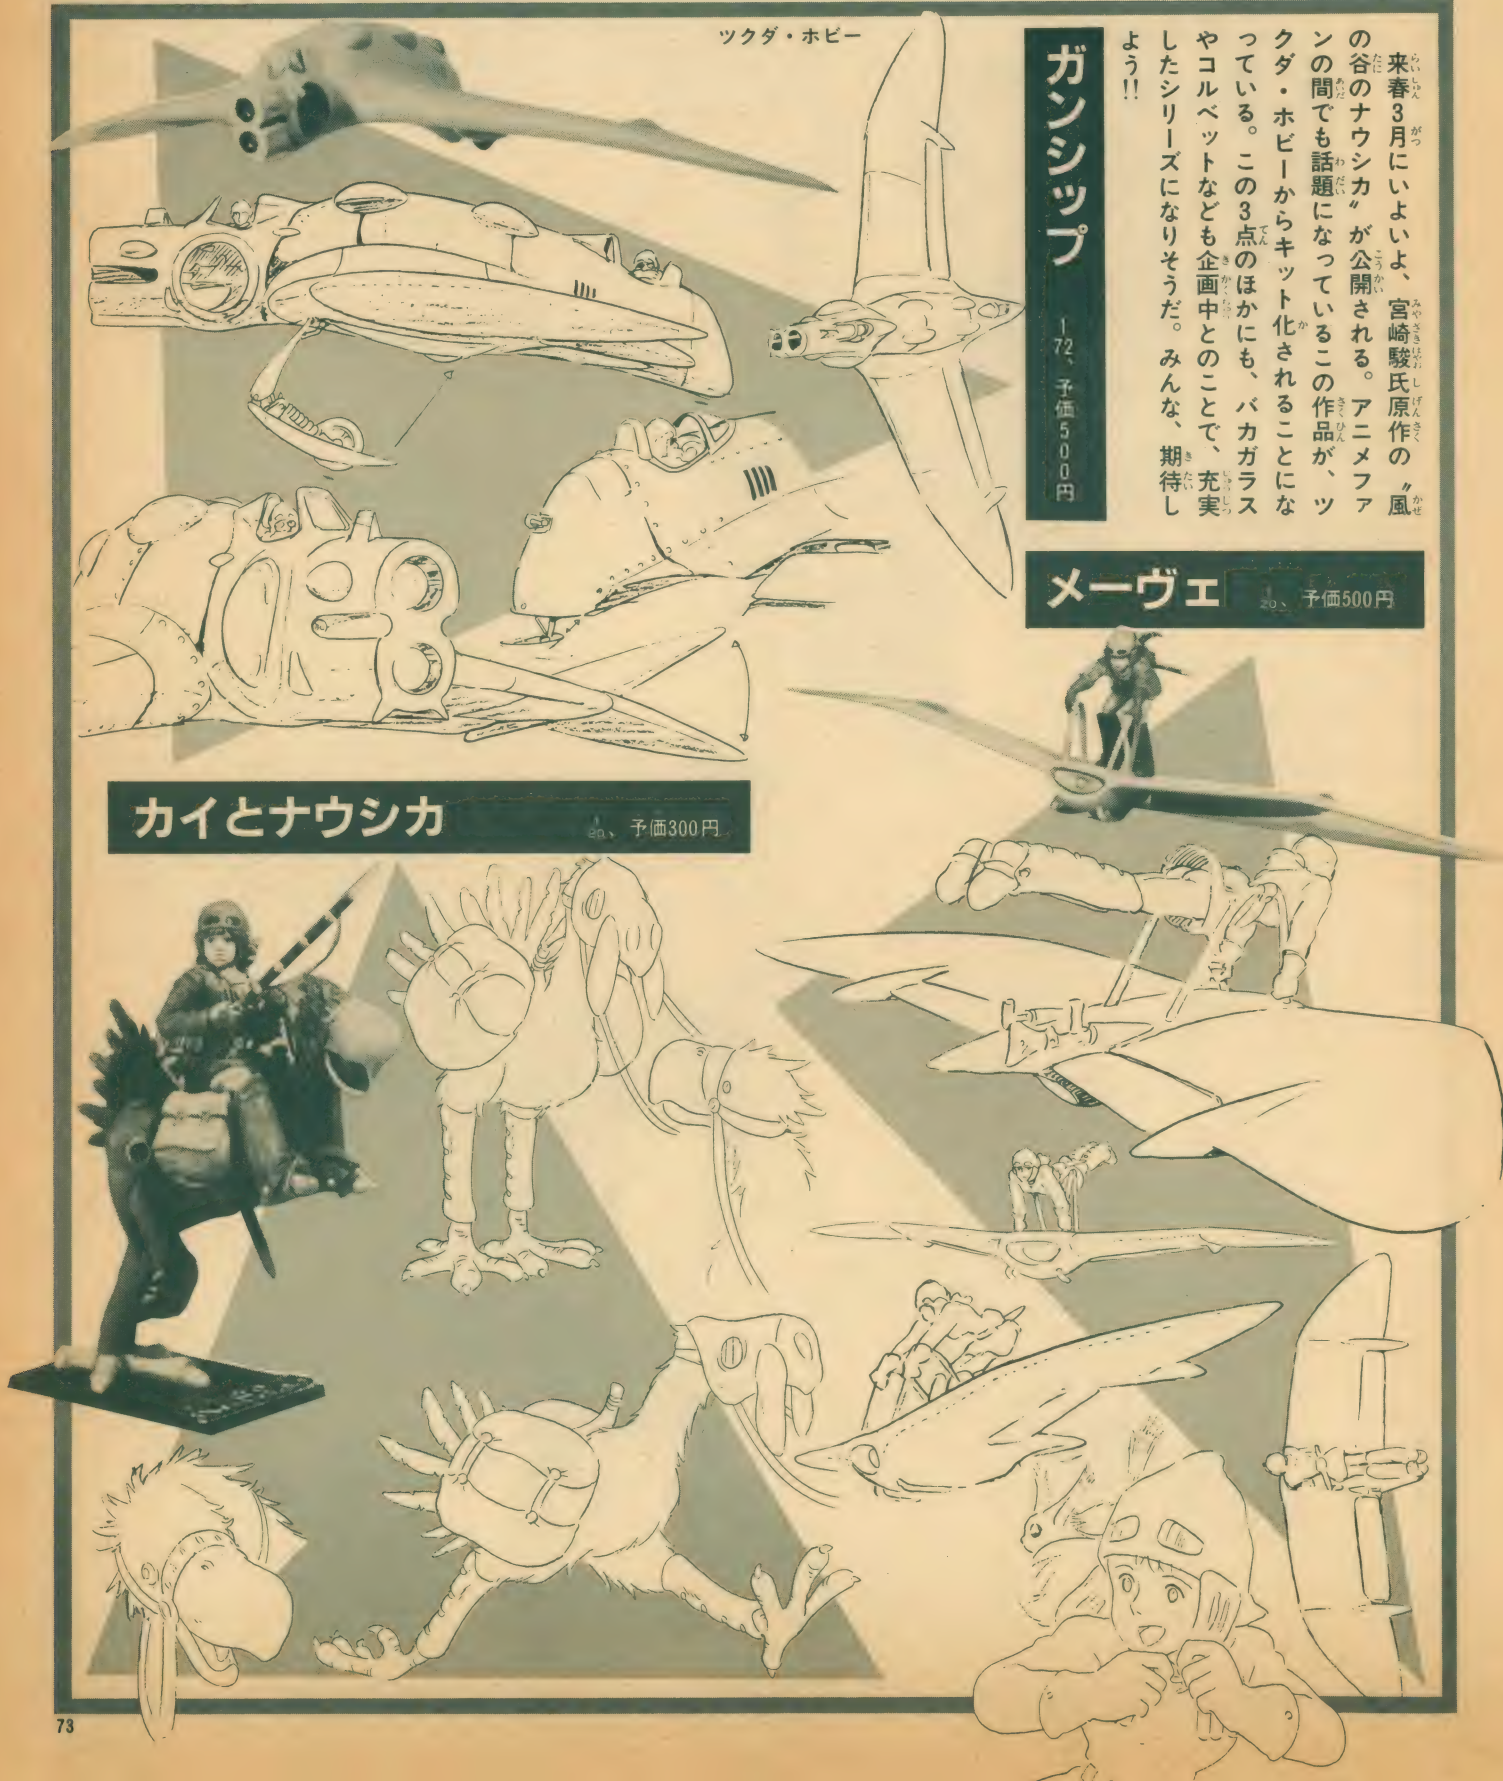 来春3月にいよいよ、宮崎駿氏原作の〝風
の谷のナウシカ〟が公開される。アニメファ
ンの間でも話題になっているこの作品が、ツ
クダ・ホビーからキット化されることにな
っている。この3点のほかにも、バカガラス
やコルベットなども企画中とのことで、充実
したシリーズになりそうだ。みんな、期待し
よう!!
ガンシップ 1/72、予価500円
ツクダ・ホビー
メーヴェ 1/20、予価500円
カイとナウシカ 1/20、予価300円
73